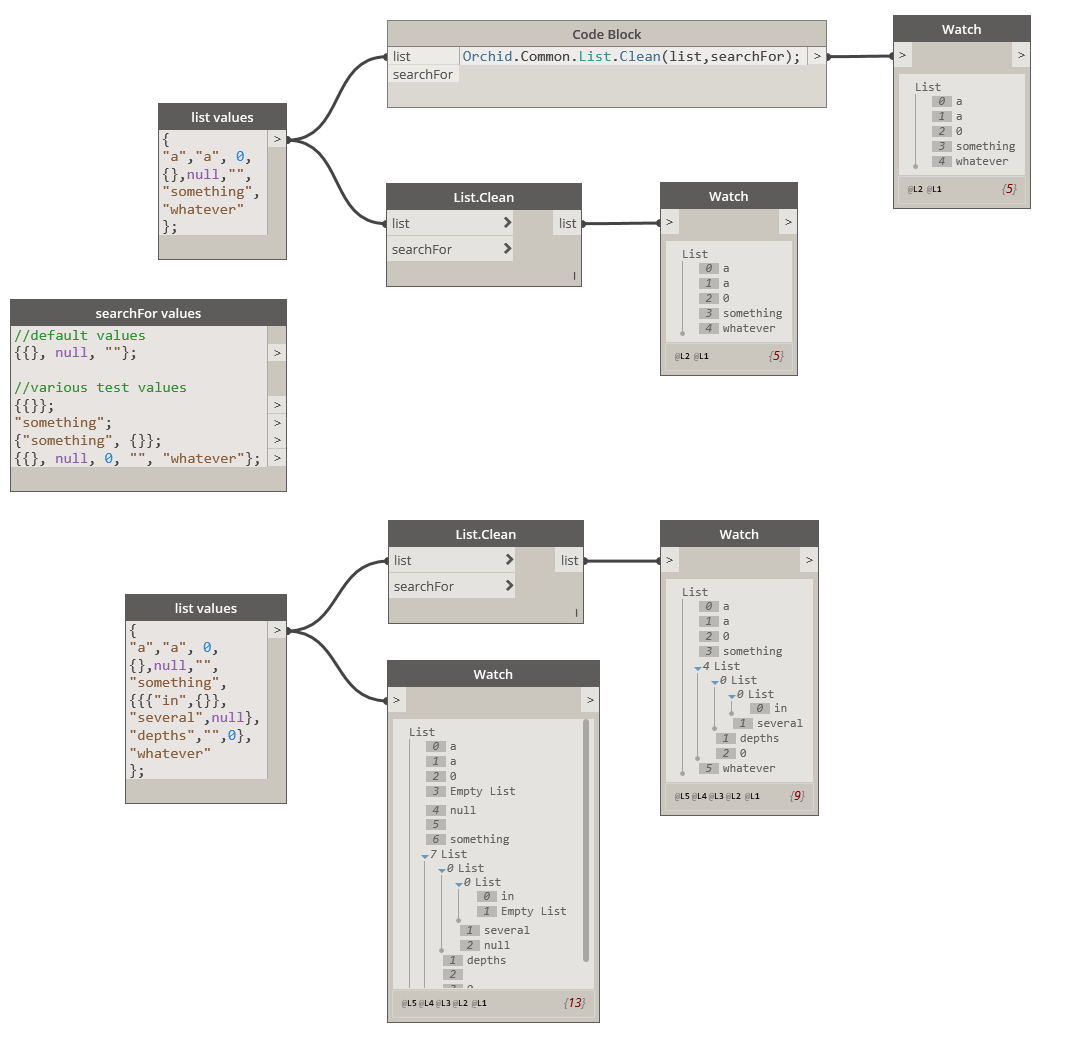 Code Block
list
Orchid.Common.List.Clean(list,searchFor);
>
searchFor
Watch
>
>
List
0 a
1 a
2 0
3 something
4 whatever
@L2 @L1
{5}
list values
{
>
"a","a", 0,
{},null,"",
"something",
"whatever"
};
List.Clean
list
list
searchFor
l
Watch
>
>
List
0 a
1 a
2 0
3 something
4 whatever
@L2 @L1
{5}
searchFor values
//default values
{{}, null, ""};
>
//various test values
{{}};
>
"something";
>
{"something", {}};
>
{{}, null, 0, "", "whatever"};
>
List.Clean
list
list
searchFor
l
Watch
>
>
List
0 a
1 a
2 0
3 something
4 List
0 List
0 List
0 in
1 several
1 depths
2 0
5 whatever
@L5 @L4 @L3 @L2 @L1
{9}
list values
{
>
"a","a", 0,
{},null,"",
"something",
{{{"in",{}},
"several",null},
"depths","",0},
"whatever"
};
Watch
>
>
List
0 a
1 a
2 0
3 Empty List
4 null
5
6 something
7 List
0 List
0 List
0 in
1 Empty List
1 several
2 null
1 depths
2
@L5 @L4 @L3 @L2 @L1
{13}